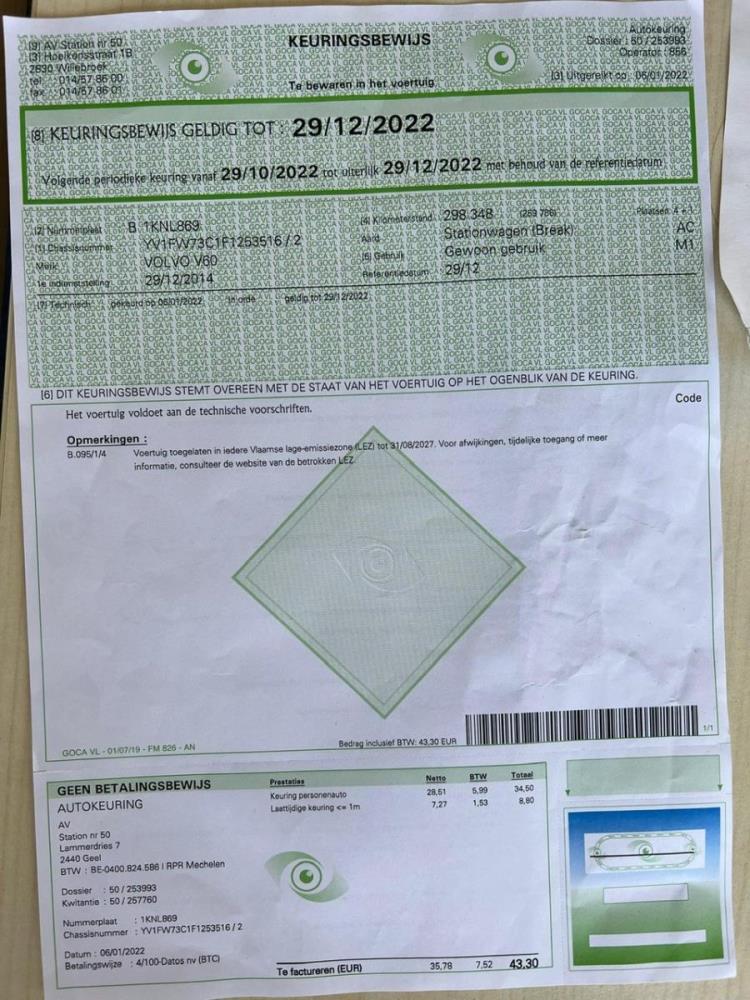 [9] AV Station nr 50
[3] Hoeikensstraat 1B
2830 Willebroek
tel : 014/57 86 00
fax : 014/57 86 01
KEURINGSBEWIJS
Te bewaren in het voertuig
Autokeuring
Dossier : 50 / 253993
Operator : 856
[3] Uitgereikt op : 06/01/2022
[8] KEURINGSBEWIJS GELDIG TOT : 29/12/2022
Volgende periodieke keuring vanaf 29/10/2022 tot uiterlijk 29/12/2022 met behoud van de referentiedatum
[2] Nummerplaat B 1KNL869
[1] Chassisnummer YV1FW73C1F1253516 / 2
Merk VOLVO V60
1e indienststelling 29/12/2014
[4] Kilometerstand 298.348 (269 786) Plaatsen 4 + 1
Aard Stationwagen (Break) AC
[5] Gebruik Gewoon gebruik M1
Referentiedatum 29/12
[7] Technisch gekeurd op 06/01/2022 In orde geldig tot 29/12/2022
[6] DIT KEURINGSBEWIJS STEMT OVEREEN MET DE STAAT VAN HET VOERTUIG OP HET OGENBLIK VAN DE KEURING.
Code
Het voertuig voldoet aan de technische voorschriften.
Opmerkingen :
B.095/1/4 Voertuig toegelaten in iedere Vlaamse lage-emissiezone (LEZ) tot 31/08/2027. Voor afwijkingen, tijdelijke toegang of meer
informatie, consulteer de website van de betrokken LEZ.
GOCA VL - 01/07/19 - FM 826 - AN
Bedrag inclusief BTW: 43,30 EUR
1/1
GEEN BETALINGSBEWIJS
AUTOKEURING
AV
Station nr 50
Lammerdries 7
2440 Geel
BTW : BE-0400.824.586 | RPR Mechelen
Dossier : 50 / 253993
Kwitantie : 50 / 257760
Nummerplaat : 1KNL869
Chassisnummer : YV1FW73C1F1253516 / 2
Datum : 06/01/2022
Betalingswijze : 4/100-Datos nv (BTC)
Prestaties Netto BTW Totaal
Keuring personenauto 28,51 5,99 34,50
Laattijdige keuring <= 1m 7,27 1,53 8,80
Te factureren (EUR) 35,78 7,52 43,30